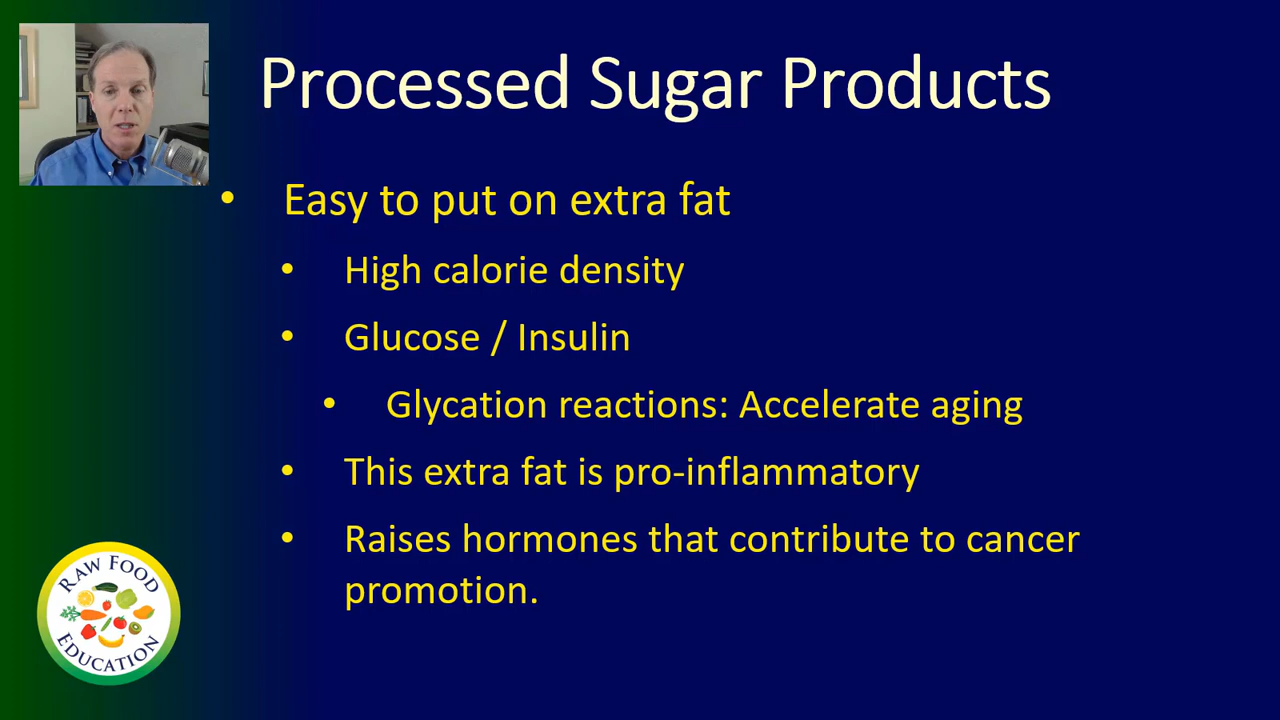 Processed Sugar Products
• Easy to put on extra fat
• High calorie density
• Glucose / Insulin
• Glycation reactions: Accelerate aging
• This extra fat is pro-inflammatory
• Raises hormones that contribute to cancer
promotion.
RAW FOOD
EDUCATION